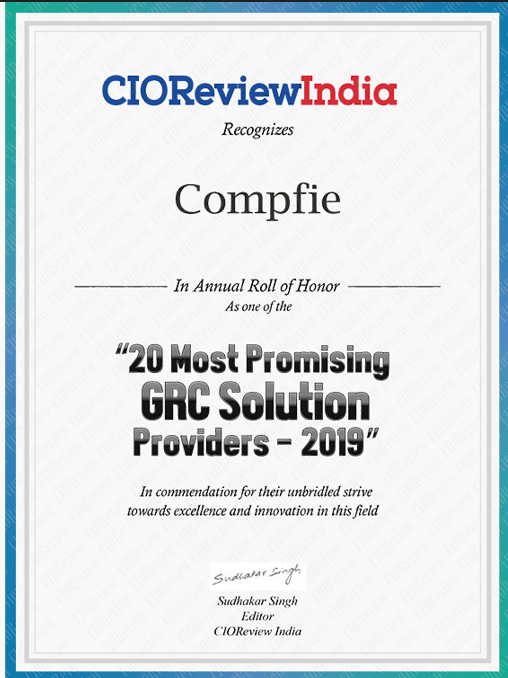 CIOReviewIndia
Recognizes
Compfie
In Annual Roll of Honor
As one of the
“20 Most Promising
GRC Solution
Providers – 2019”
In commendation for their unbridled strive
towards excellence and innovation in this field
Sudhakar Singh
Sudhakar Singh
Editor
CIOReview India